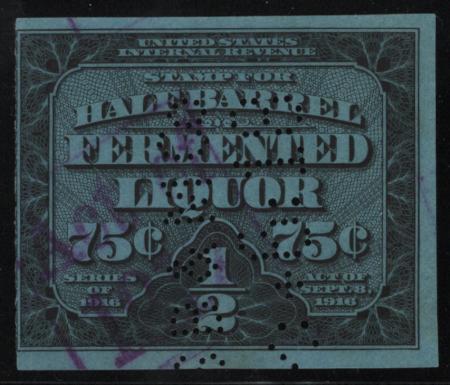 UNITED STATES
INTERNAL REVENUE
STAMP FOR
HALF-BARREL
FERMENTED
LIQUOR
75¢ 75¢
SERIES OF 1916
1/2
ACT OF SEPT. 8, 1916